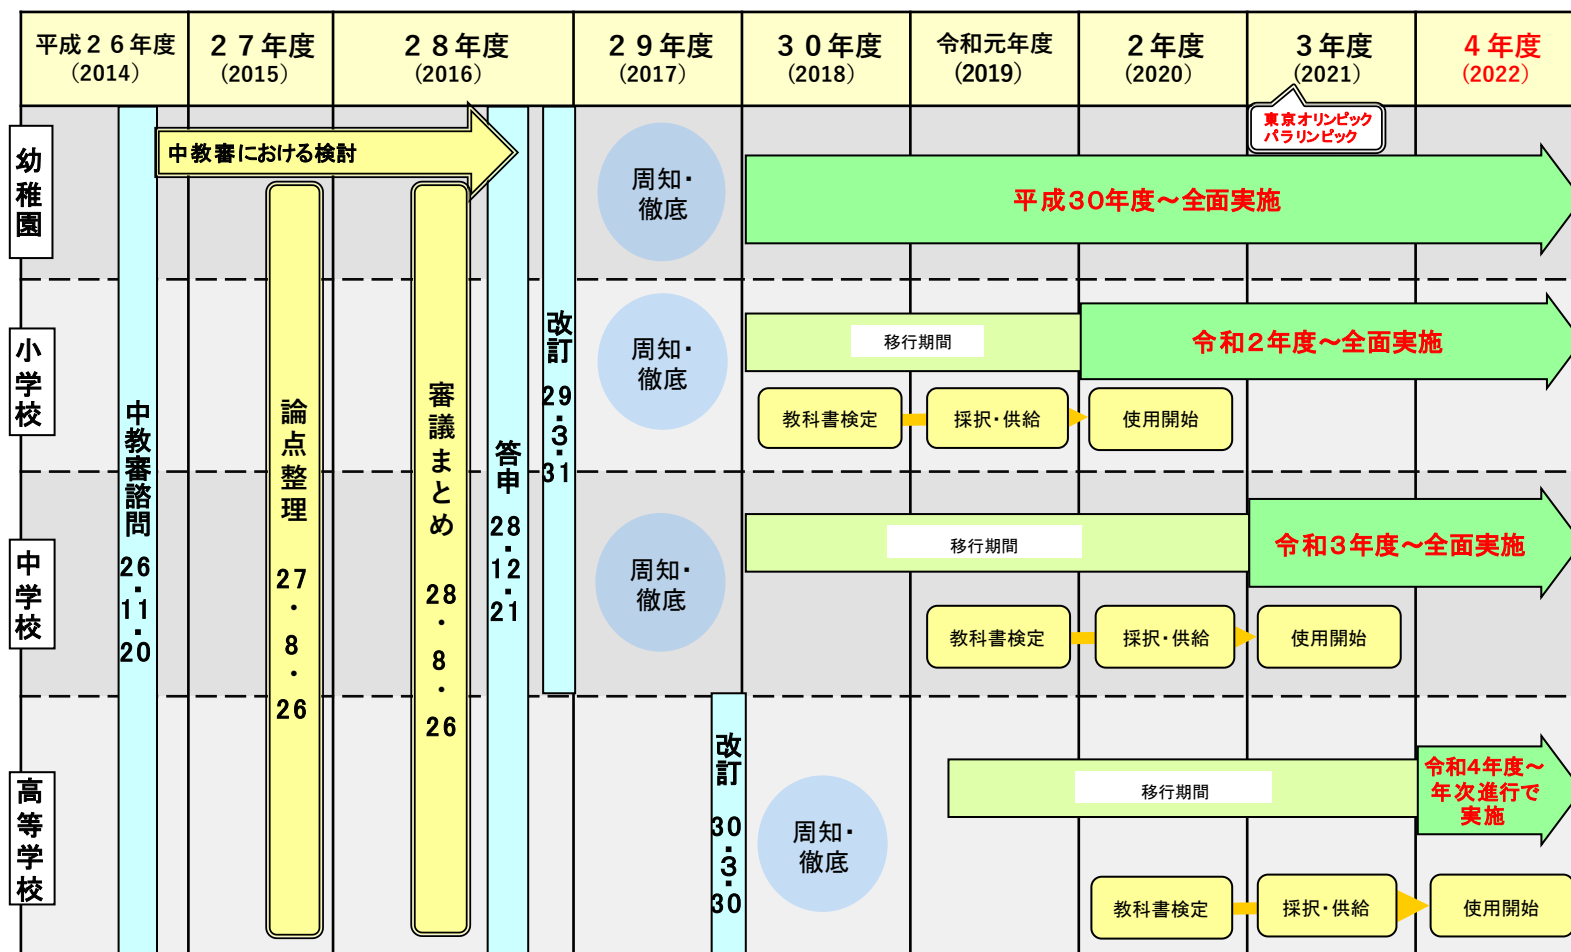 平成２６年度
（2014）
２７年度
（2015）
２８年度
（2016）
２９年度
（2017）
３０年度
（2018）
令和元年度
（2019）
２年度
（2020）
３年度
（2021）
４年度
（2022）
東京オリンピック
パラリンピック
幼稚園
中教審における検討
周知・
徹底
平成３０年度～全面実施
小学校
周知・
徹底
移行期間
令和２年度～全面実施
教科書検定
採択・供給
使用開始
中教審諮問 26・11・20
論点整理 27・8・26
審議まとめ 28・8・26
答申 28・12・21
改訂 29・3・31
中学校
周知・
徹底
移行期間
令和３年度～全面実施
教科書検定
採択・供給
使用開始
高等学校
改訂 30・3・30
周知・
徹底
移行期間
令和４年度～
年次進行で
実施
教科書検定
採択・供給
使用開始